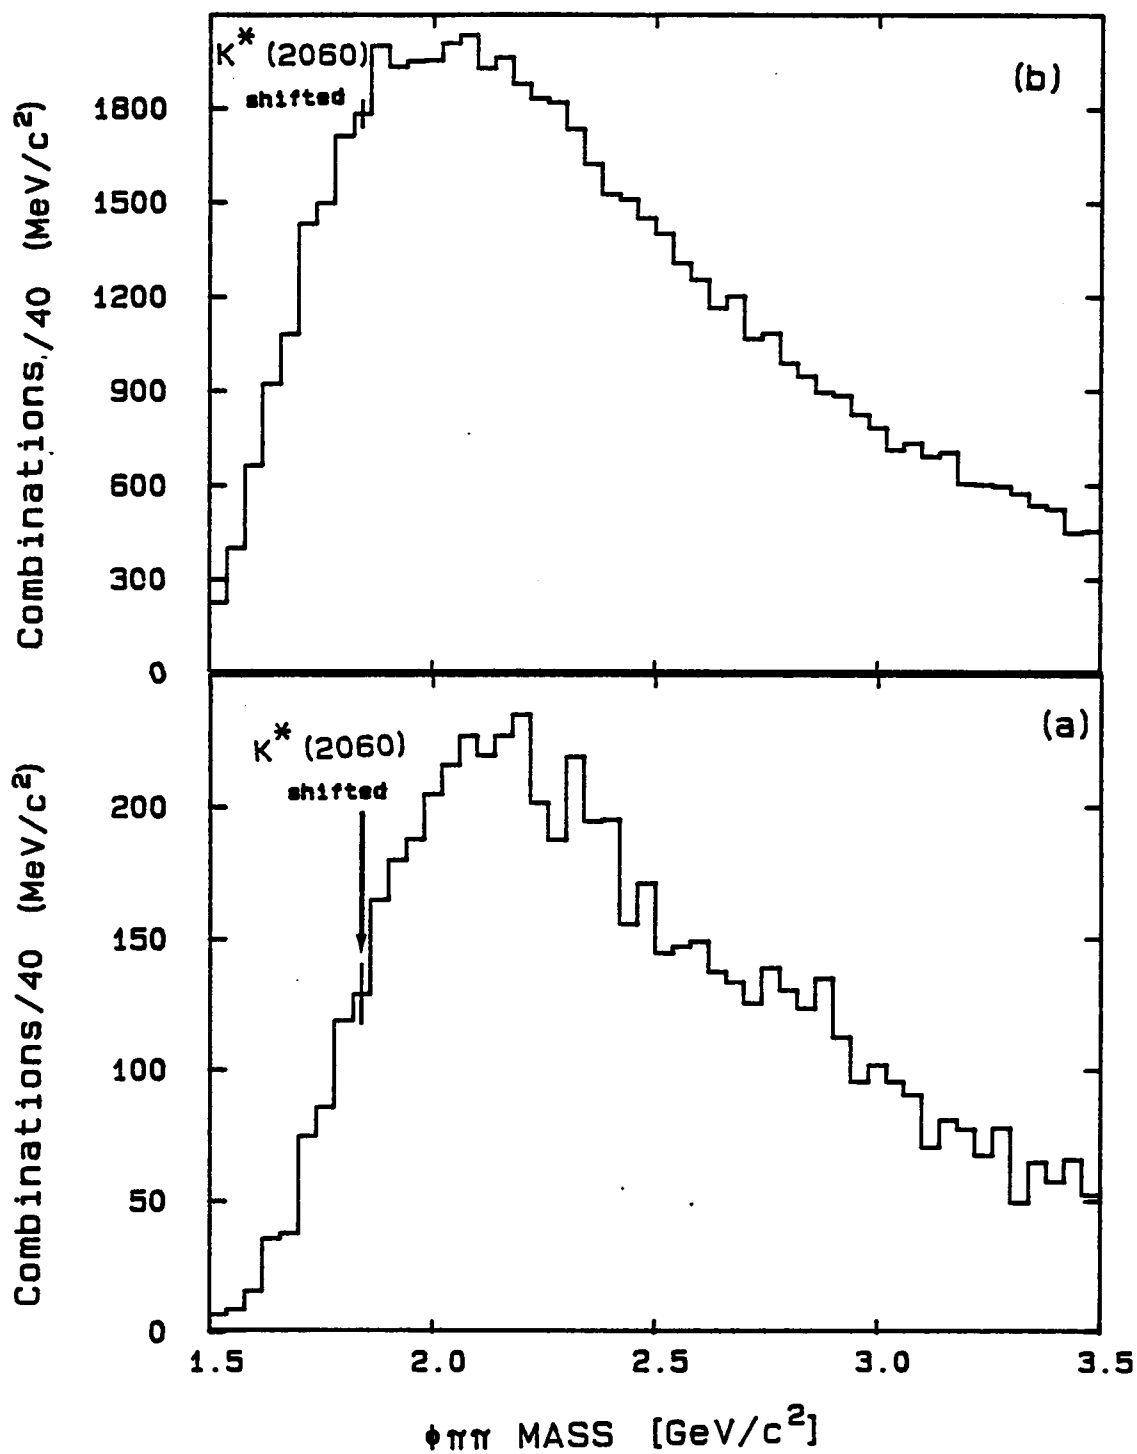 K* (2060)
shifted
(b)
Combinations/40 (MeV/c²)
1800
1500
1200
900
600
300
0
K* (2060)
shifted
(a)
Combinations/40 (MeV/c²)
200
150
100
50
0
1.5 2.0 2.5 3.0 3.5
φππ MASS [GeV/c²]